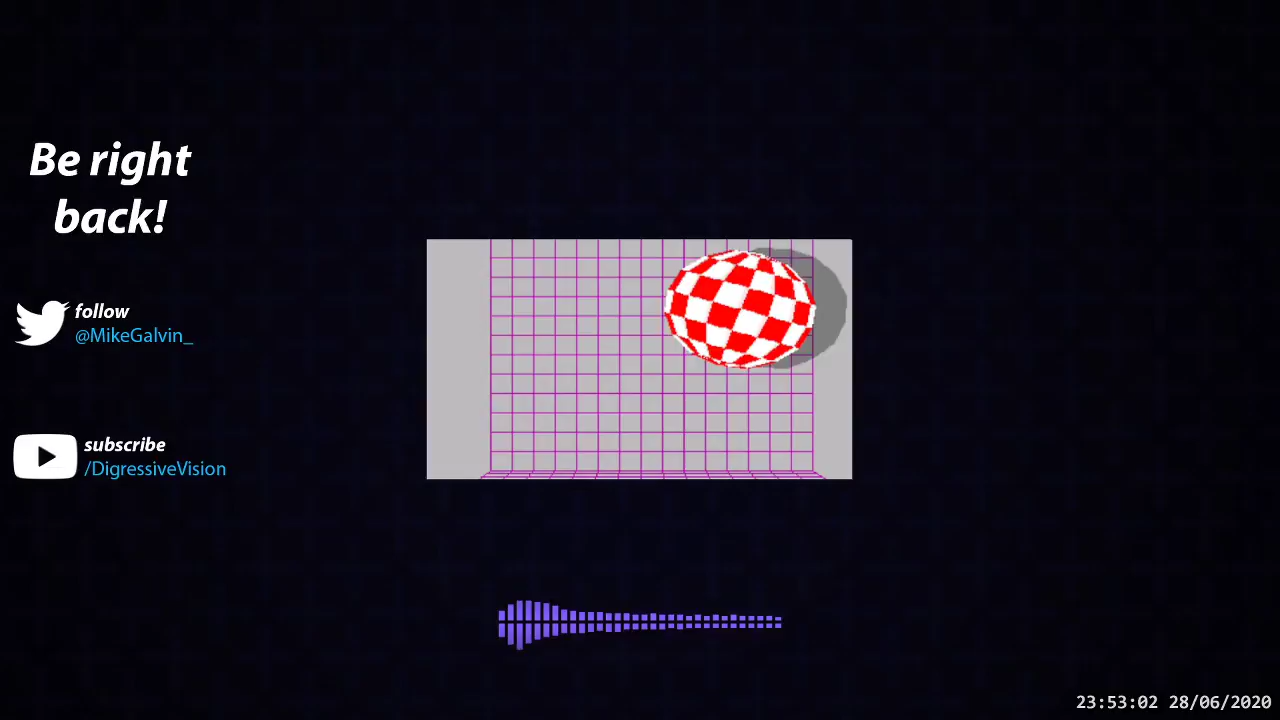 Be right
back!
follow
@MikeGalvin_
subscribe
/DigressiveVision
23:53:02 28/06/2020